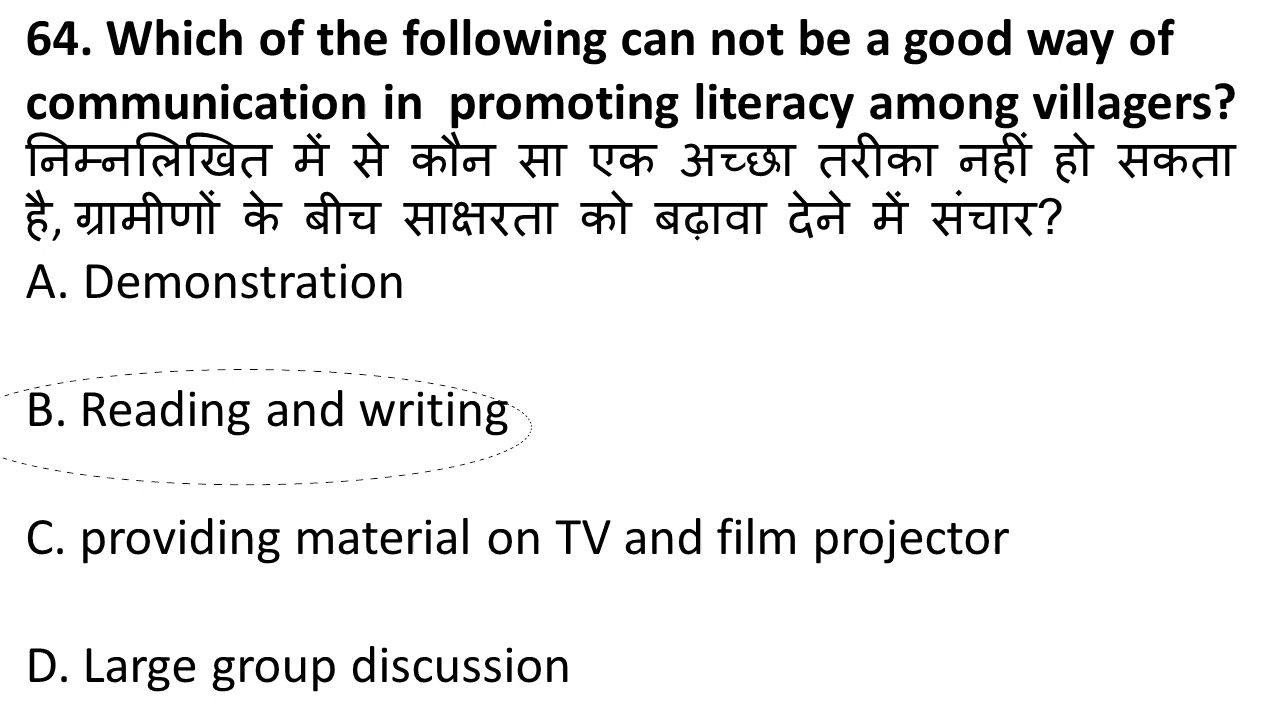 64. Which of the following can not be a good way of
communication in promoting literacy among villagers?
निम्नलिखित में से कौन सा एक अच्छा तरीका नहीं हो सकता
है, ग्रामीणों के बीच साक्षरता को बढ़ावा देने में संचार?
A. Demonstration
B. Reading and writing
C. providing material on TV and film projector
D. Large group discussion